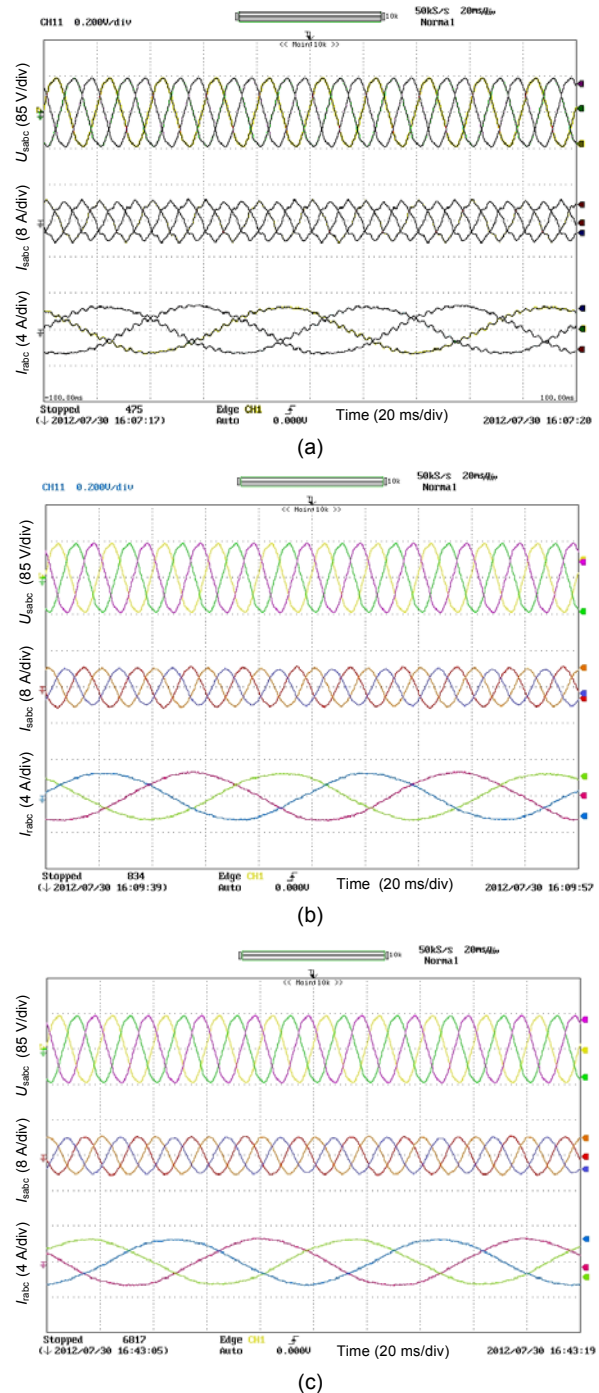 CH11 0.200V/div
10k
50kS/s 20ms/div
Normal
<< Main:10k >>
Usabc (85 V/div)
Isabc (8 A/div)
Irabc (4 A/div)
-100.00ms
100.00ms
Stopped 475
Edge CH1
Time (20 ms/div)
2012/07/30 16:07:17)
Auto 0.000V
2012/07/30 16:07:20
(a)
CH11 0.200V/div
10k
50kS/s 20ms/div
Normal
<< Main:10k >>
Usabc (85 V/div)
Isabc (8 A/div)
Irabc (4 A/div)
Stopped 834
Edge CH1
Time (20 ms/div)
2012/07/30 16:09:39)
Auto 0.000V
2012/07/30 16:09:57
(b)
10k
50kS/s 20ms/div
Normal
<< Main:10k >>
Usabc (85 V/div)
Isabc (8 A/div)
Irabc (4 A/div)
Stopped 6817
Edge CH1
Time (20 ms/div)
2012/07/30 16:43:05)
Auto 0.000V
2012/07/30 16:43:19
(c)